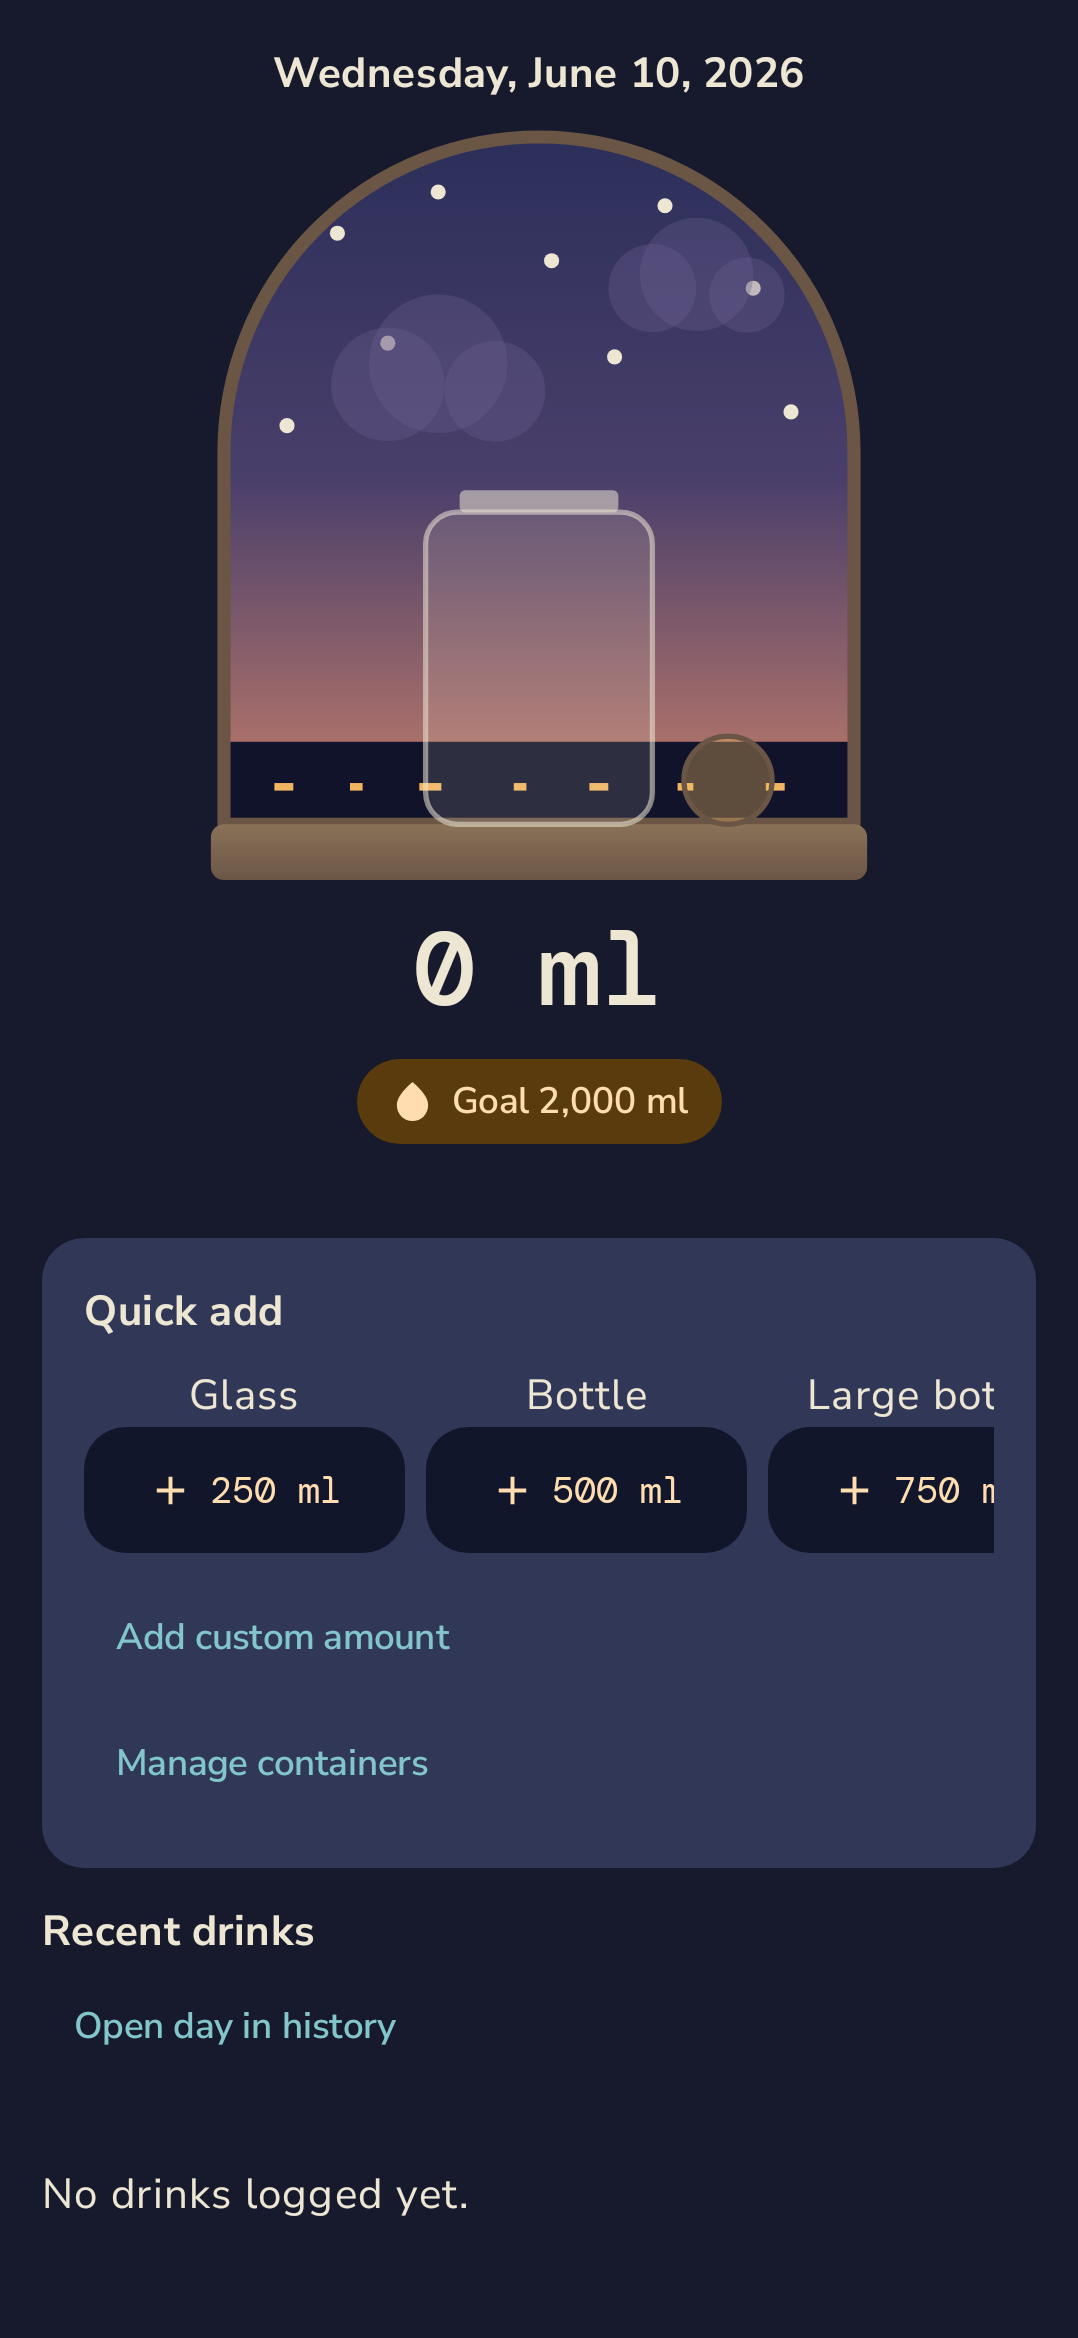 Wednesday, June 10, 2026
0 ml
Goal 2,000 ml
Quick add
Glass Bottle Large bot
+ 250 ml + 500 ml + 750 m
Add custom amount
Manage containers
Recent drinks
Open day in history
No drinks logged yet.